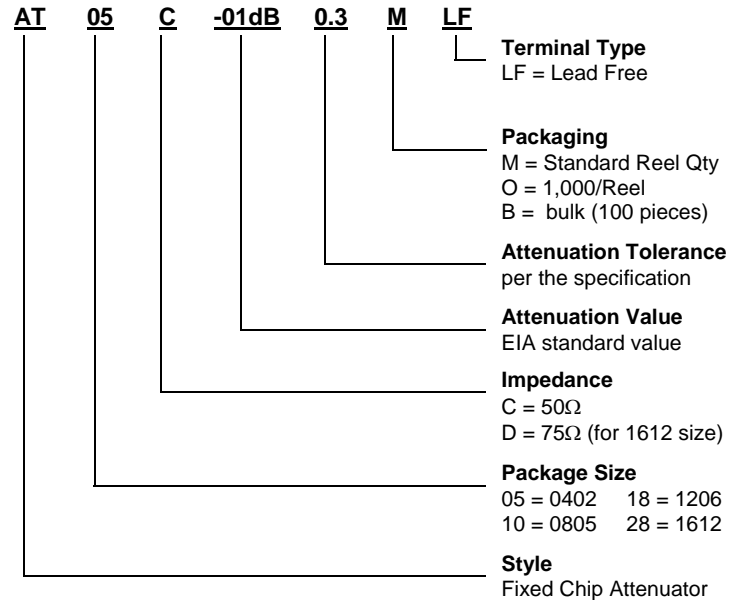 AT 05 C -01dB 0.3 M LF
Terminal Type
LF = Lead Free
Packaging
M = Standard Reel Qty
O = 1,000/Reel
B = bulk (100 pieces)
Attenuation Tolerance
per the specification
Attenuation Value
EIA standard value
Impedance
C = 50Ω
D = 75Ω (for 1612 size)
Package Size
05 = 0402 18 = 1206
10 = 0805 28 = 1612
Style
Fixed Chip Attenuator